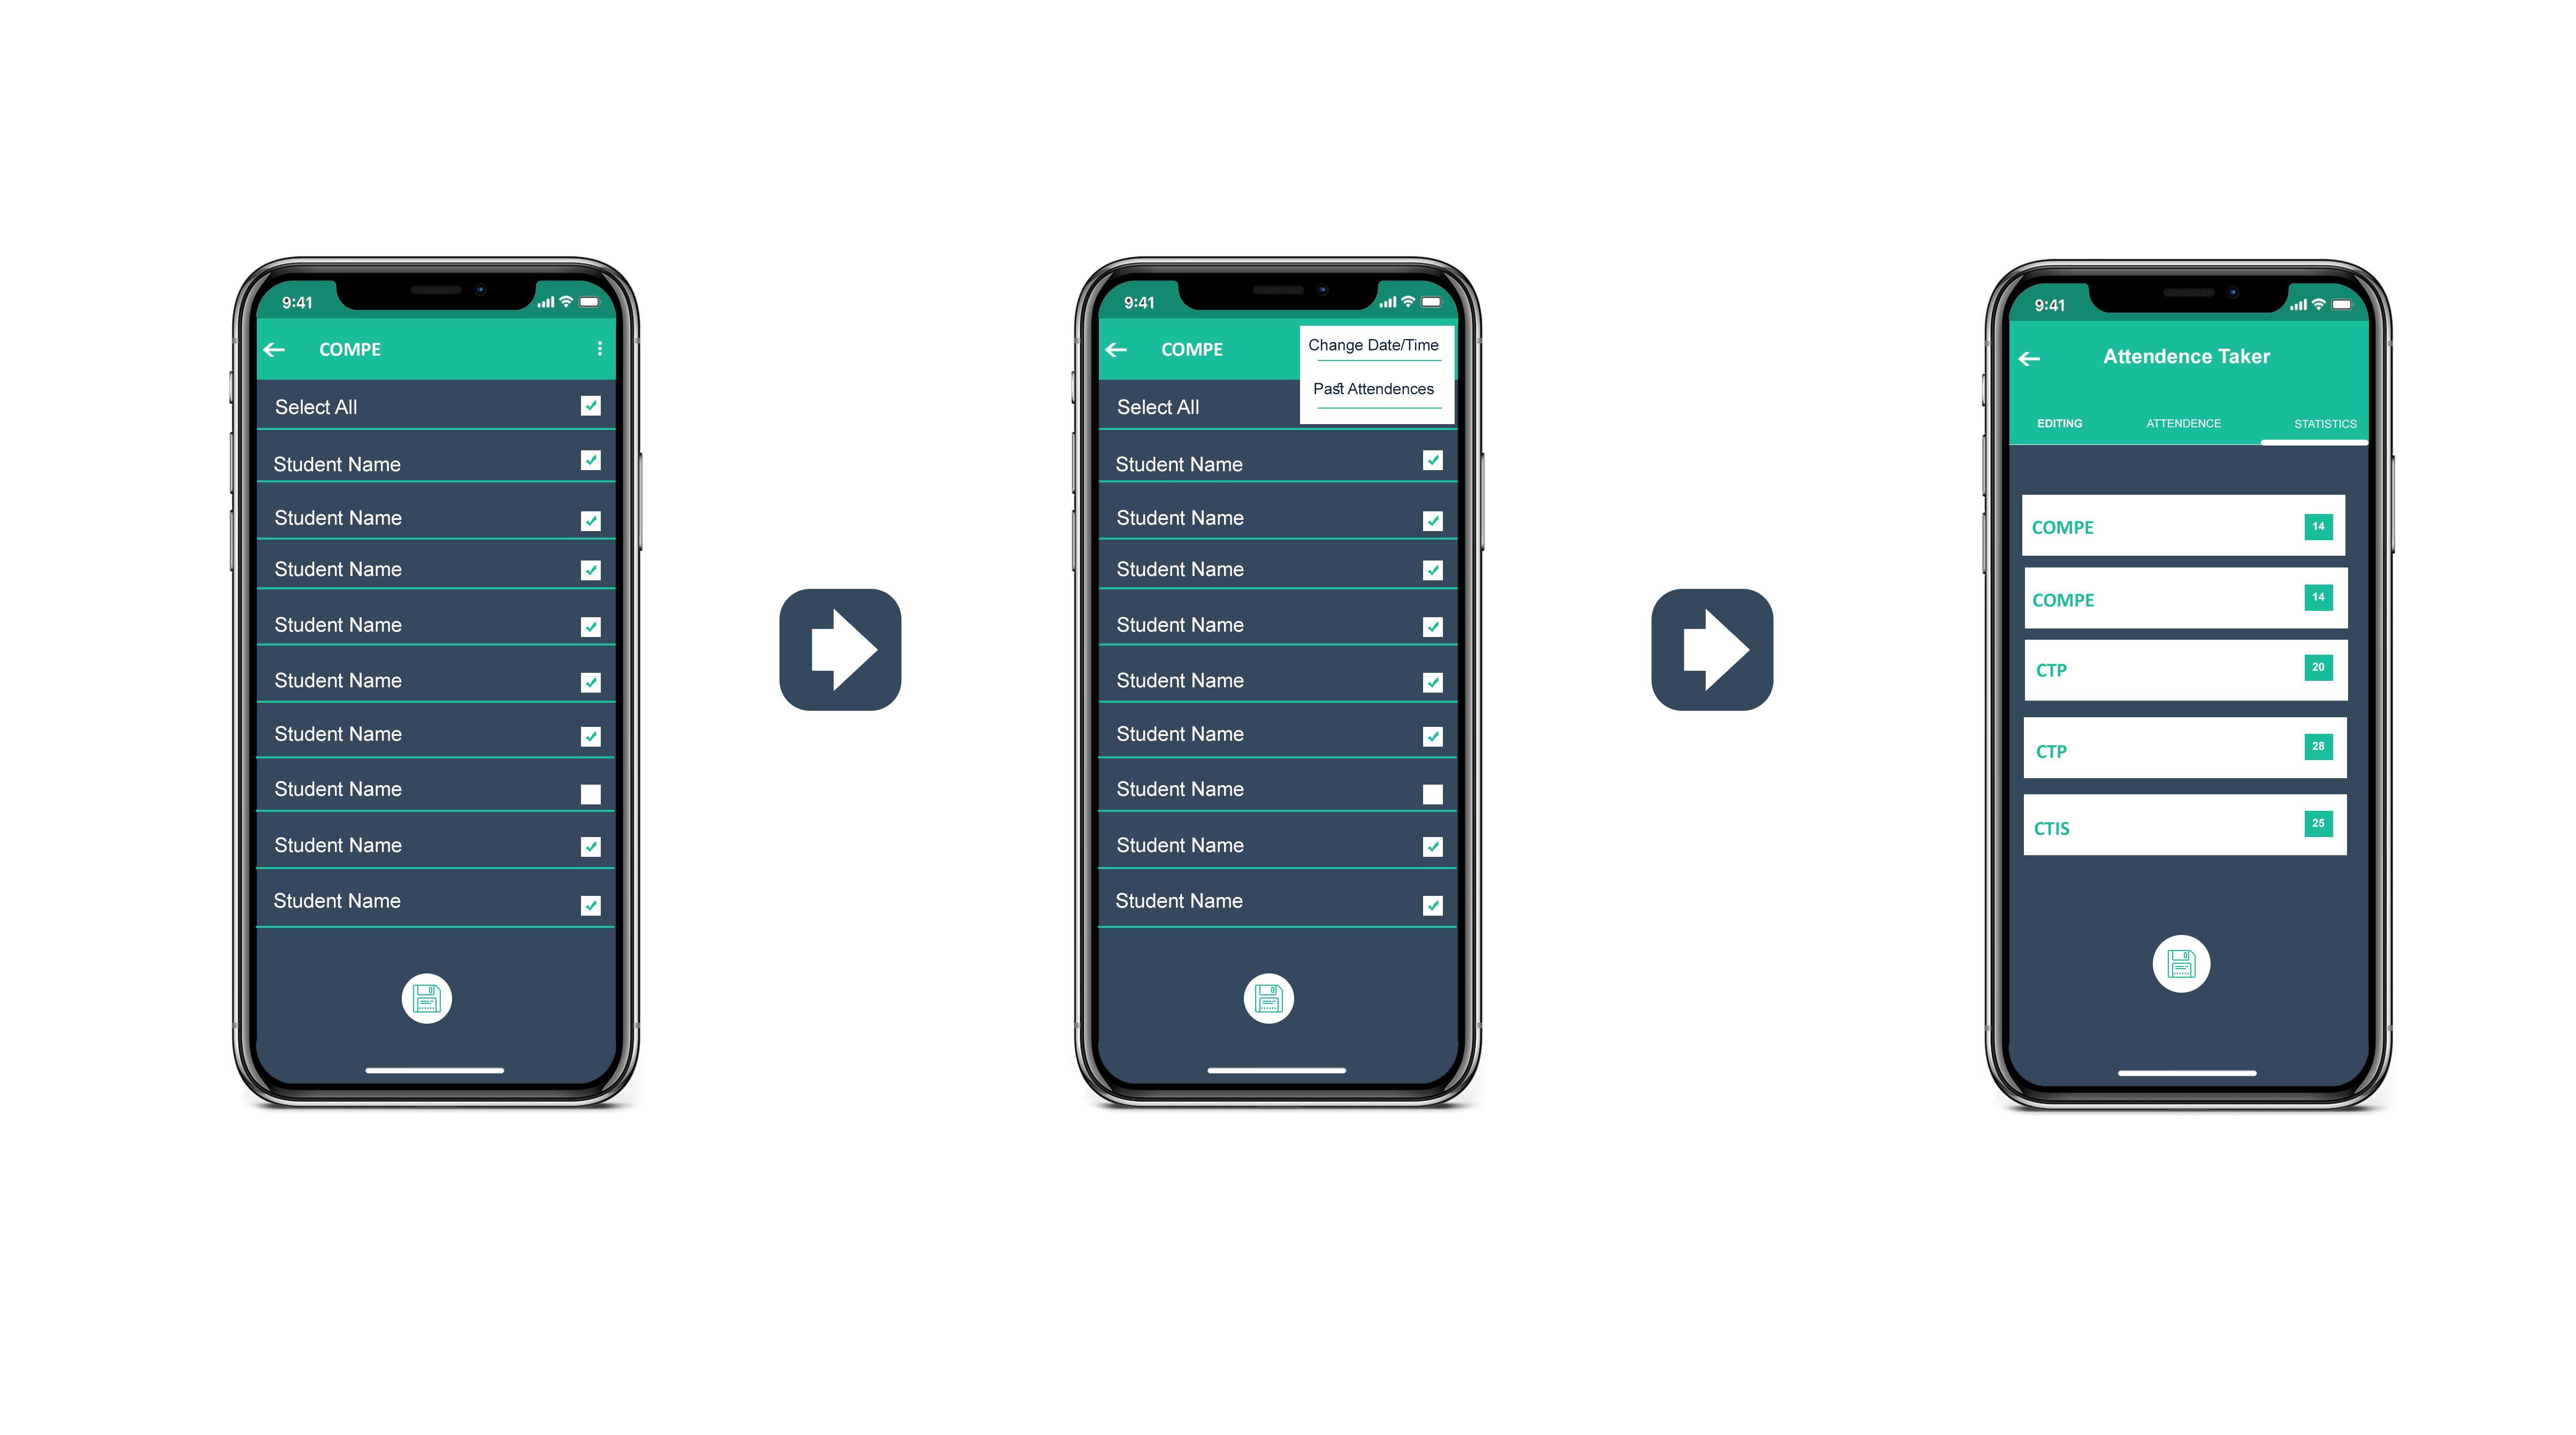 9:41
COMPE
Select All
Student Name
Student Name
Student Name
Student Name
Student Name
Student Name
Student Name
Student Name
Student Name
9:41
COMPE
Change Date/Time
Past Attendences
Select All
Student Name
Student Name
Student Name
Student Name
Student Name
Student Name
Student Name
Student Name
Student Name
9:41
Attendence Taker
EDITING ATTENDENCE STATISTICS
COMPE 14
COMPE 14
CTP 20
CTP 28
CTIS 25